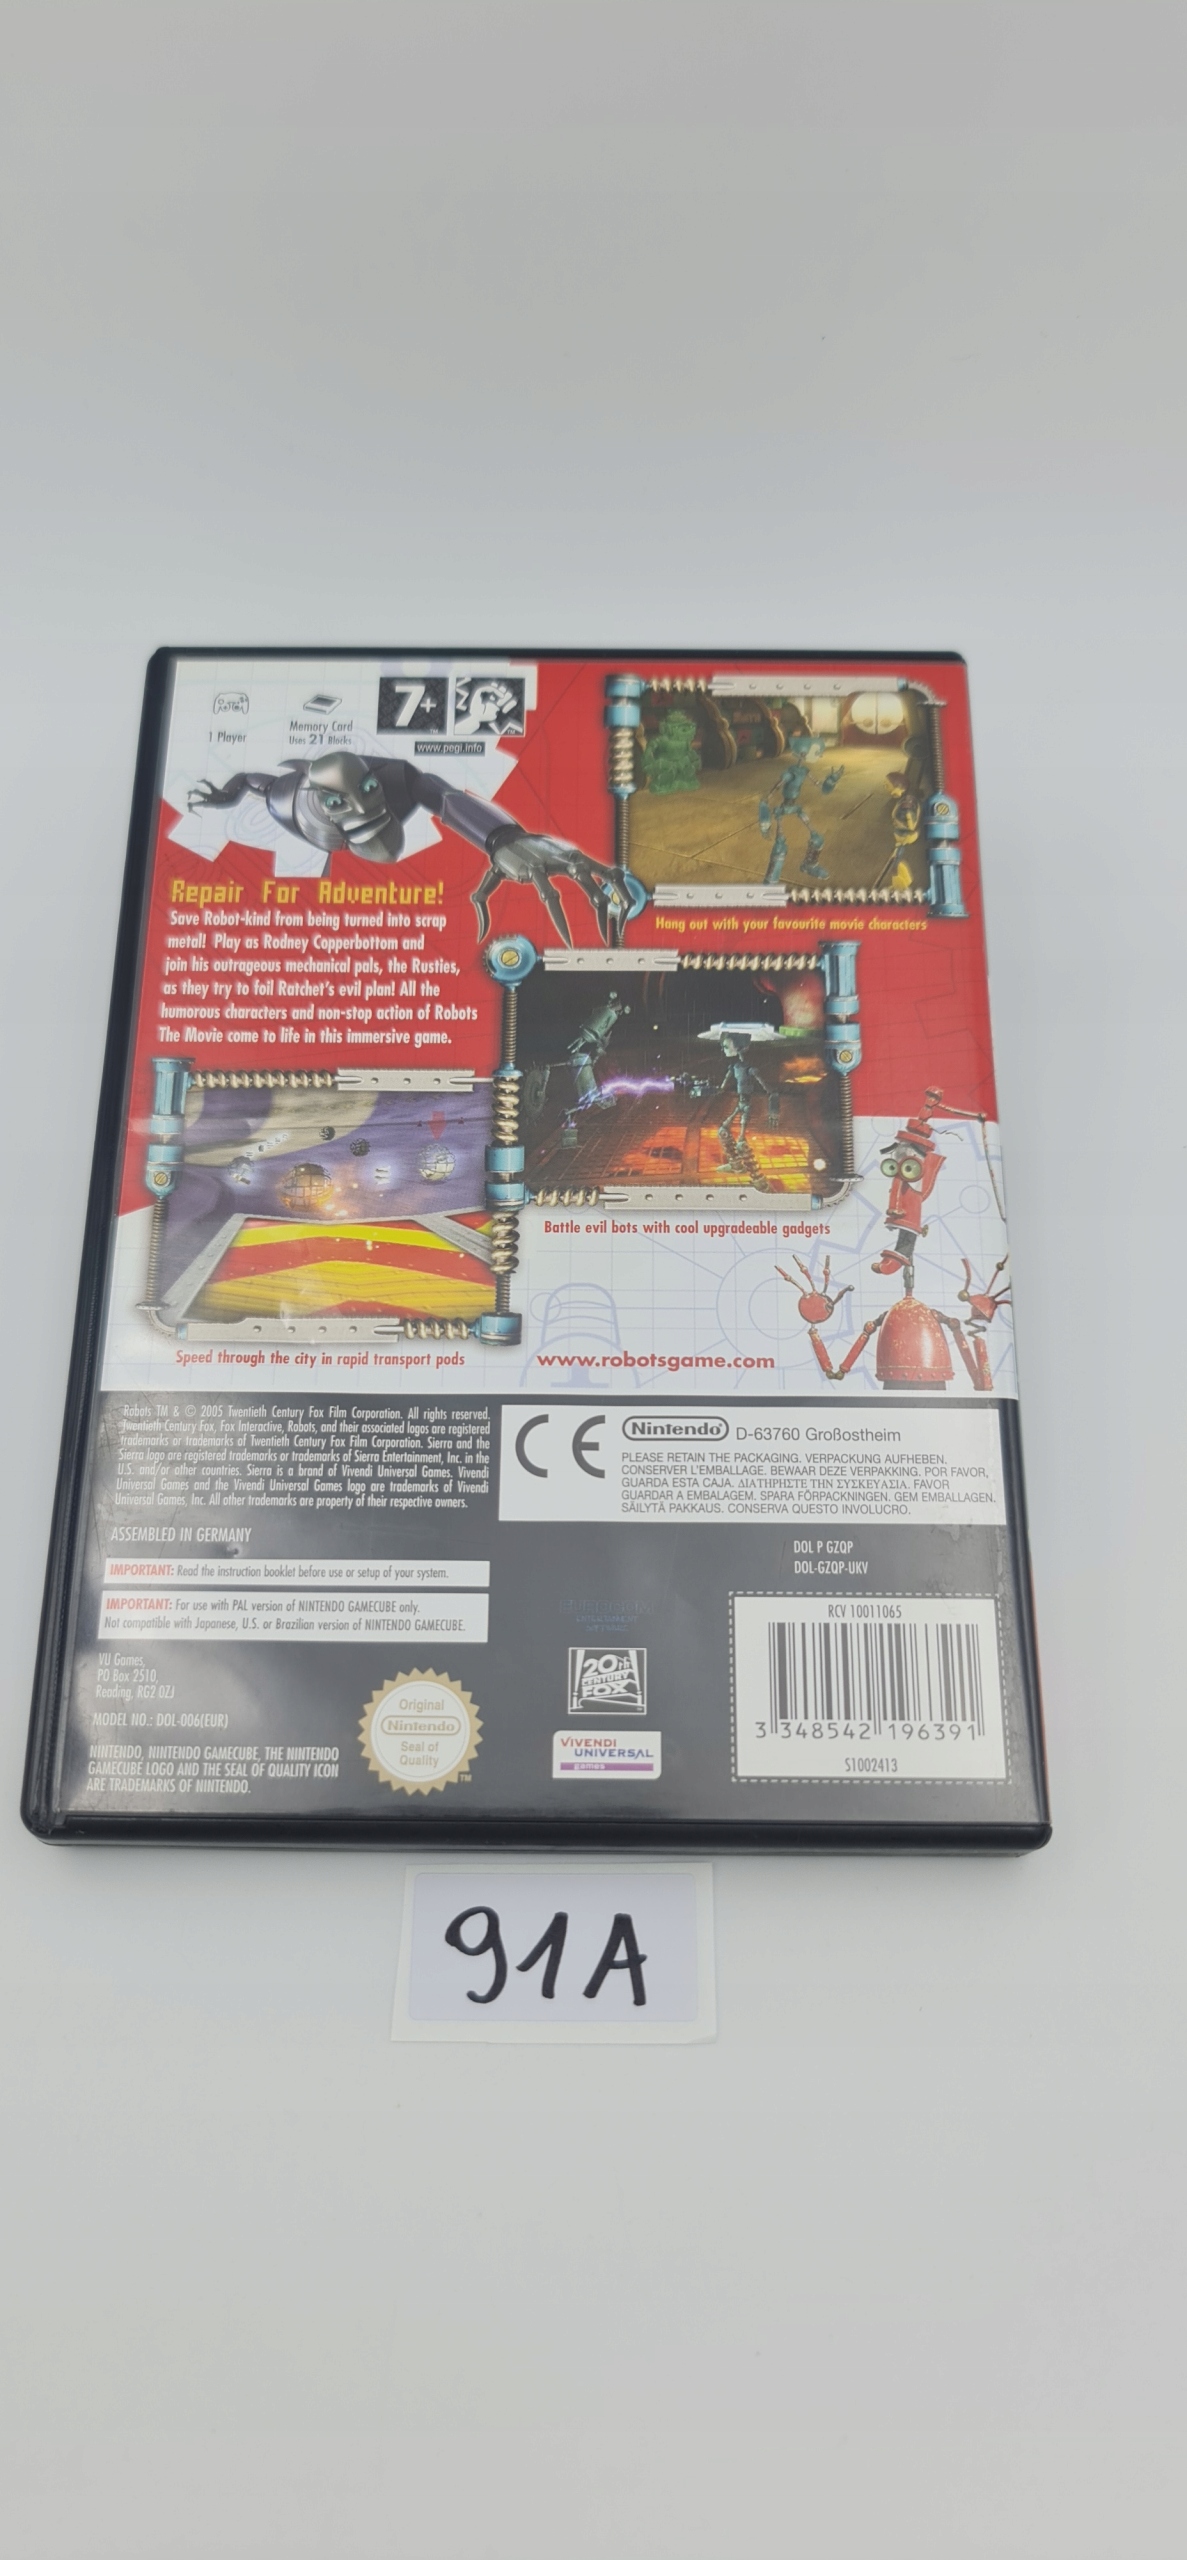 7+
www.pegi.info
1 Player
Memory Card
Uses 21 Blocks
Repair For Adventure!
Save Robot-kind from being turned into scrap
metal! Play as Rodney Copperbottom and
join his outrageous mechanical pals, the Rusties,
as they try to foil Ratchet's evil plan! All the
humorous characters and non-stop action of Robots
The Movie come to life in this immersive game.
Hang out with your favourite movie characters
Battle evil bots with cool upgradeable gadgets
Speed through the city in rapid transport pods
www.robotsgame.com
Robots TM & © 2005 Twentieth Century Fox Film Corporation. All rights reserved.
Twentieth Century Fox, Fox Interactive, Robots, and their associated logos are registered
trademarks or trademarks of Twentieth Century Fox Film Corporation. Sierra and the
Sierra logo are registered trademarks or trademarks of Sierra Entertainment, Inc. in the
U.S. and/or other countries. Sierra is a brand of Vivendi Universal Games. Vivendi
Universal Games and the Vivendi Universal Games logo are trademarks of Vivendi
Universal Games, Inc. All other trademarks are property of their respective owners.
CE
Nintendo D-63760 Großostheim
PLEASE RETAIN THE PACKAGING. VERPACKUNG AUFHEBEN.
CONSERVER L'EMBALLAGE. BEWAAR DEZE VERPAKKING. POR FAVOR,
GUARDA ESTA CAJA. ΔΙΑΤΗΡΗΣΤΕ ΤΗΝ ΣΥΣΚΕΥΑΣΙΑ. FAVOR
GUARDAR A EMBALAGEM. SPARA FÖRPACKNINGEN. GEM EMBALLAGEN.
SÄILYTÄ PAKKAUS. CONSERVA QUESTO INVOLUCRO.
ASSEMBLED IN GERMANY
IMPORTANT: Read the instruction booklet before use or setup of your system.
IMPORTANT: For use with PAL version of NINTENDO GAMECUBE only.
Not compatible with Japanese, U.S. or Brazilian version of NINTENDO GAMECUBE.
VU Games,
PO Box 2510,
Reading, RG2 0ZJ
MODEL NO.: DOL-006(EUR)
NINTENDO, NINTENDO GAMECUBE, THE NINTENDO
GAMECUBE LOGO AND THE SEAL OF QUALITY ICON
ARE TRADEMARKS OF NINTENDO.
Original
Nintendo
Seal of
Quality
TM
20th
CENTURY
FOX
VIVENDI
UNIVERSAL
games
DOL P GZQP
DOL-GZQP-UKV
RCV 10011065
3 348542 196391
S1002413
91A